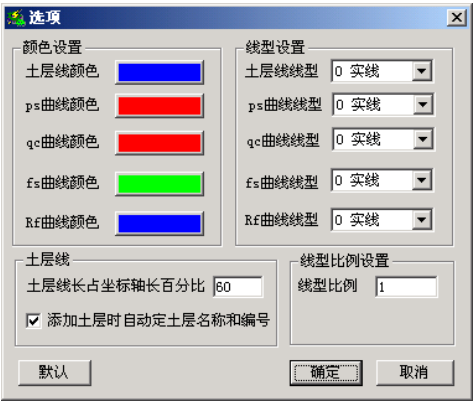 选项
颜色设置
土层线颜色
ps曲线颜色
qc曲线颜色
fs曲线颜色
Rf曲线颜色
线型设置
土层线线型 0 实线
ps曲线线型 0 实线
qc曲线线型 0 实线
fs曲线线型 0 实线
Rf曲线线型 0 实线
土层线
土层线长占坐标轴长百分比 60
添加土层时自动定土层名称和编号
线型比例设置
线型比例 1
默认 确定 取消